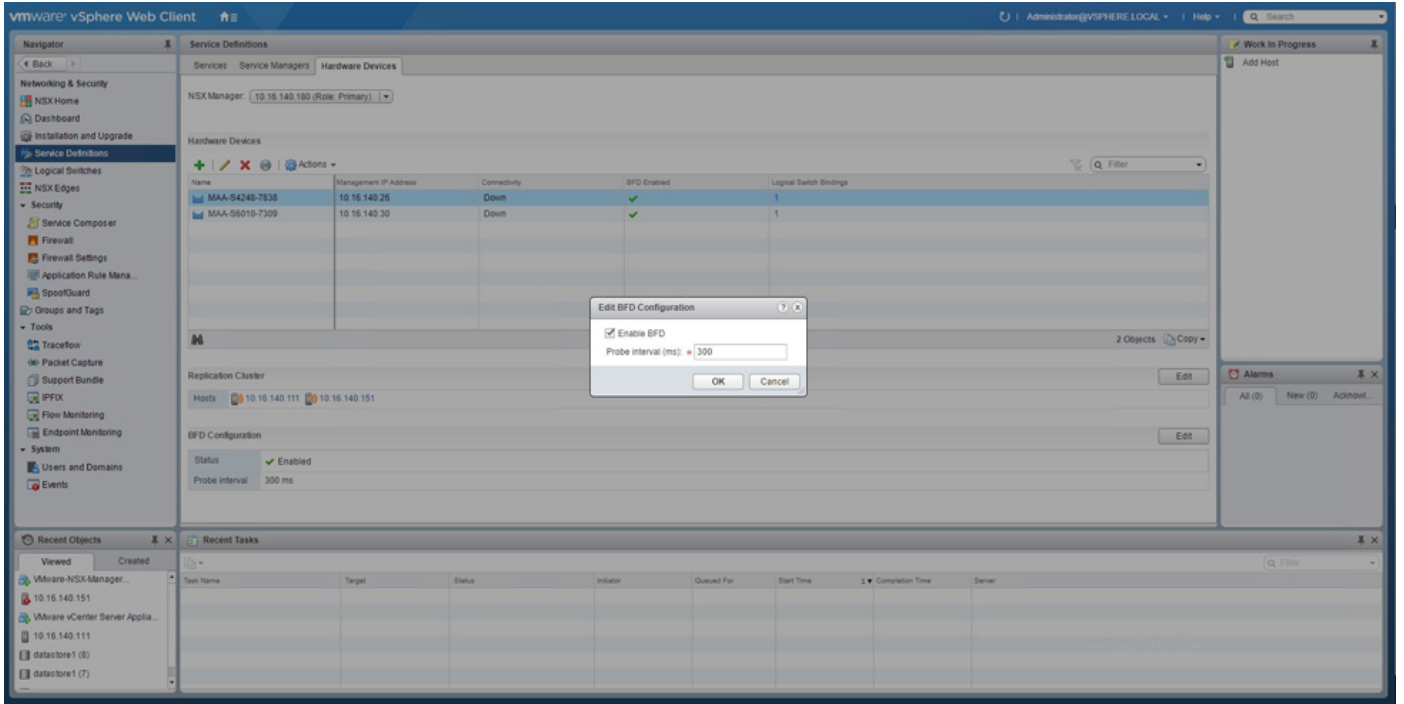 vmware® vSphere Web Client
Administrator@VSPHERE.LOCAL
Help
Search
Navigator
Back
Networking & Security
NSX Home
Dashboard
Installation and Upgrade
Service Definitions
Logical Switches
NSX Edges
Security
Service Composer
Firewall
Firewall Settings
Application Rule Mana...
SpoofGuard
Groups and Tags
Tools
Traceflow
Packet Capture
Support Bundle
IPFIX
Flow Monitoring
Endpoint Monitoring
System
Users and Domains
Events
Service Definitions
Services Service Managers Hardware Devices
NSX Manager: 10.16.140.180 (Role: Primary)
Hardware Devices
Actions
Filter
Name Management IP Address Connectivity BFD Enabled Logical Switch Bindings
MAA-S4248-7838 10.16.140.26 Down 1
MAA-S6010-7309 10.16.140.30 Down 1
2 Objects Copy
Edit BFD Configuration
Enable BFD
Probe interval (ms): * 300
OK Cancel
Replication Cluster Edit
Hosts 10.16.140.111 10.16.140.151
BFD Configuration Edit
Status Enabled
Probe interval 300 ms
Work In Progress
Add Host
Alarms
All (0) New (0) Acknowl...
Recent Objects
Viewed Created
VMware-NSX-Manager...
10.16.140.151
VMware vCenter Server Applia...
10.16.140.111
datastore1 (8)
datastore1 (7)
Recent Tasks
Filter
Task Name Target Status Initiator Queued For Start Time 1 Completion Time Server